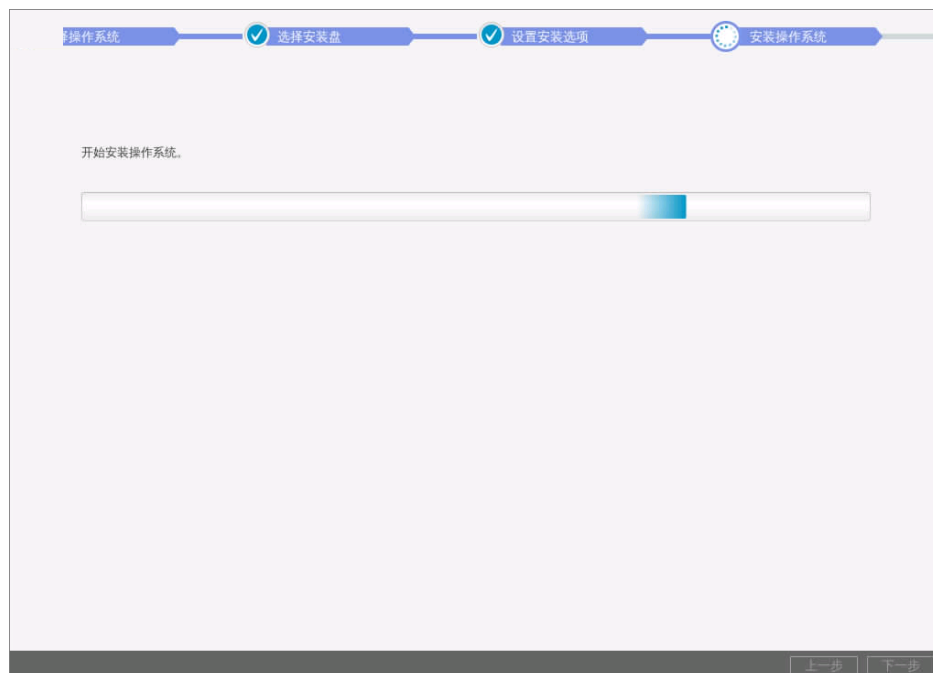 择操作系统
选择安装盘
设置安装选项
安装操作系统
开始安装操作系统。
上一步
下一步